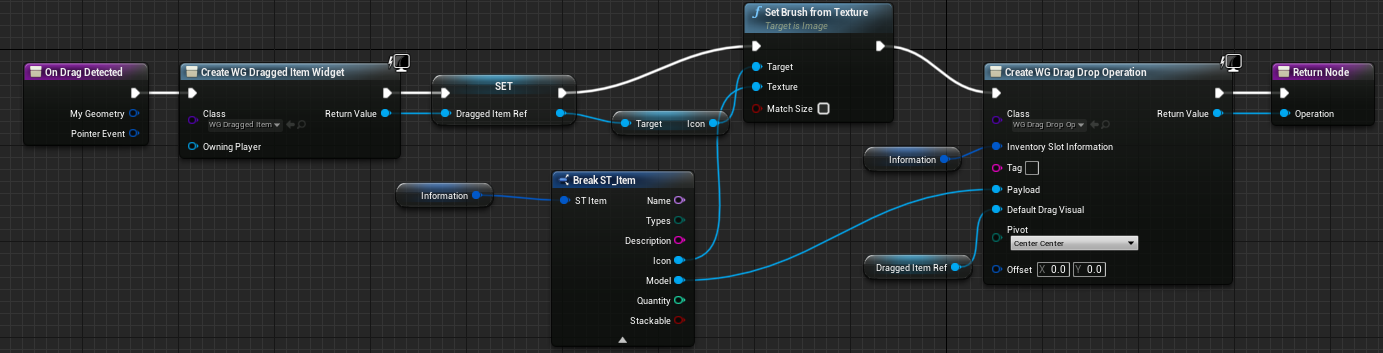 On Drag Detected
My Geometry
Pointer Event
Create WG Dragged Item Widget
Class
WG Dragged Item
Return Value
Owning Player
SET
Dragged Item Ref
Target
Icon
Set Brush from Texture
Target is Image
Target
Texture
Match Size
Information
Break ST_Item
ST Item
Name
Types
Description
Icon
Model
Quantity
Stackable
Information
Dragged Item Ref
Create WG Drag Drop Operation
Class
WG Drag Drop Op
Return Value
Inventory Slot Information
Tag
Payload
Default Drag Visual
Pivot
Center Center
Offset X 0.0 Y 0.0
Return Node
Operation